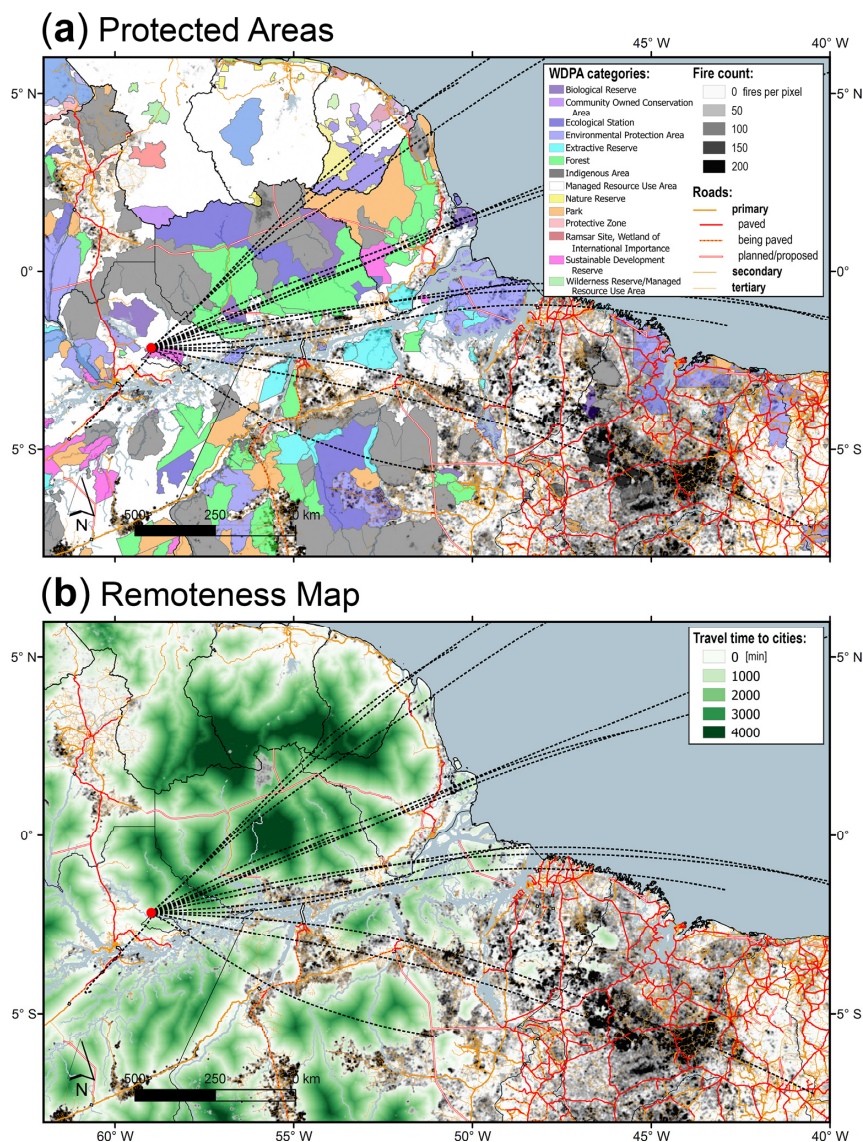 (a) Protected Areas
45° W 40° W
5° N
0°
5° S
WDPA categories:
Biological Reserve
Community Owned Conservation
Area
Ecological Station
Environmental Protection Area
Extractive Reserve
Forest
Indigenous Area
Managed Resource Use Area
Nature Reserve
Park
Protective Zone
Ramsar Site, Wetland of
International Importance
Sustainable Development
Reserve
Wilderness Reserve/Managed
Resource Use Area
Fire count:
0 fires per pixel
50
100
150
200
Roads:
primary
paved
being paved
planned/proposed
secondary
tertiary
N
500 250 0 km
(b) Remoteness Map
5° N
0°
5° S
Travel time to cities:
0 [min]
1000
2000
3000
4000
5° N
0°
5° S
N
500 250 0 km
60°W 55°W 50°W 45° W 40° W